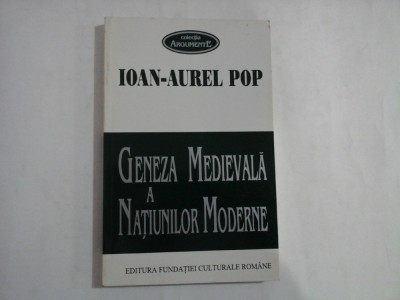 COLECȚIA
ARGUMENTE
IOAN-AUREL POP
GENEZA MEDIEVALĂ
A
NAȚIUNILOR MODERNE
EDITURA FUNDAȚIEI CULTURALE ROMÂNE